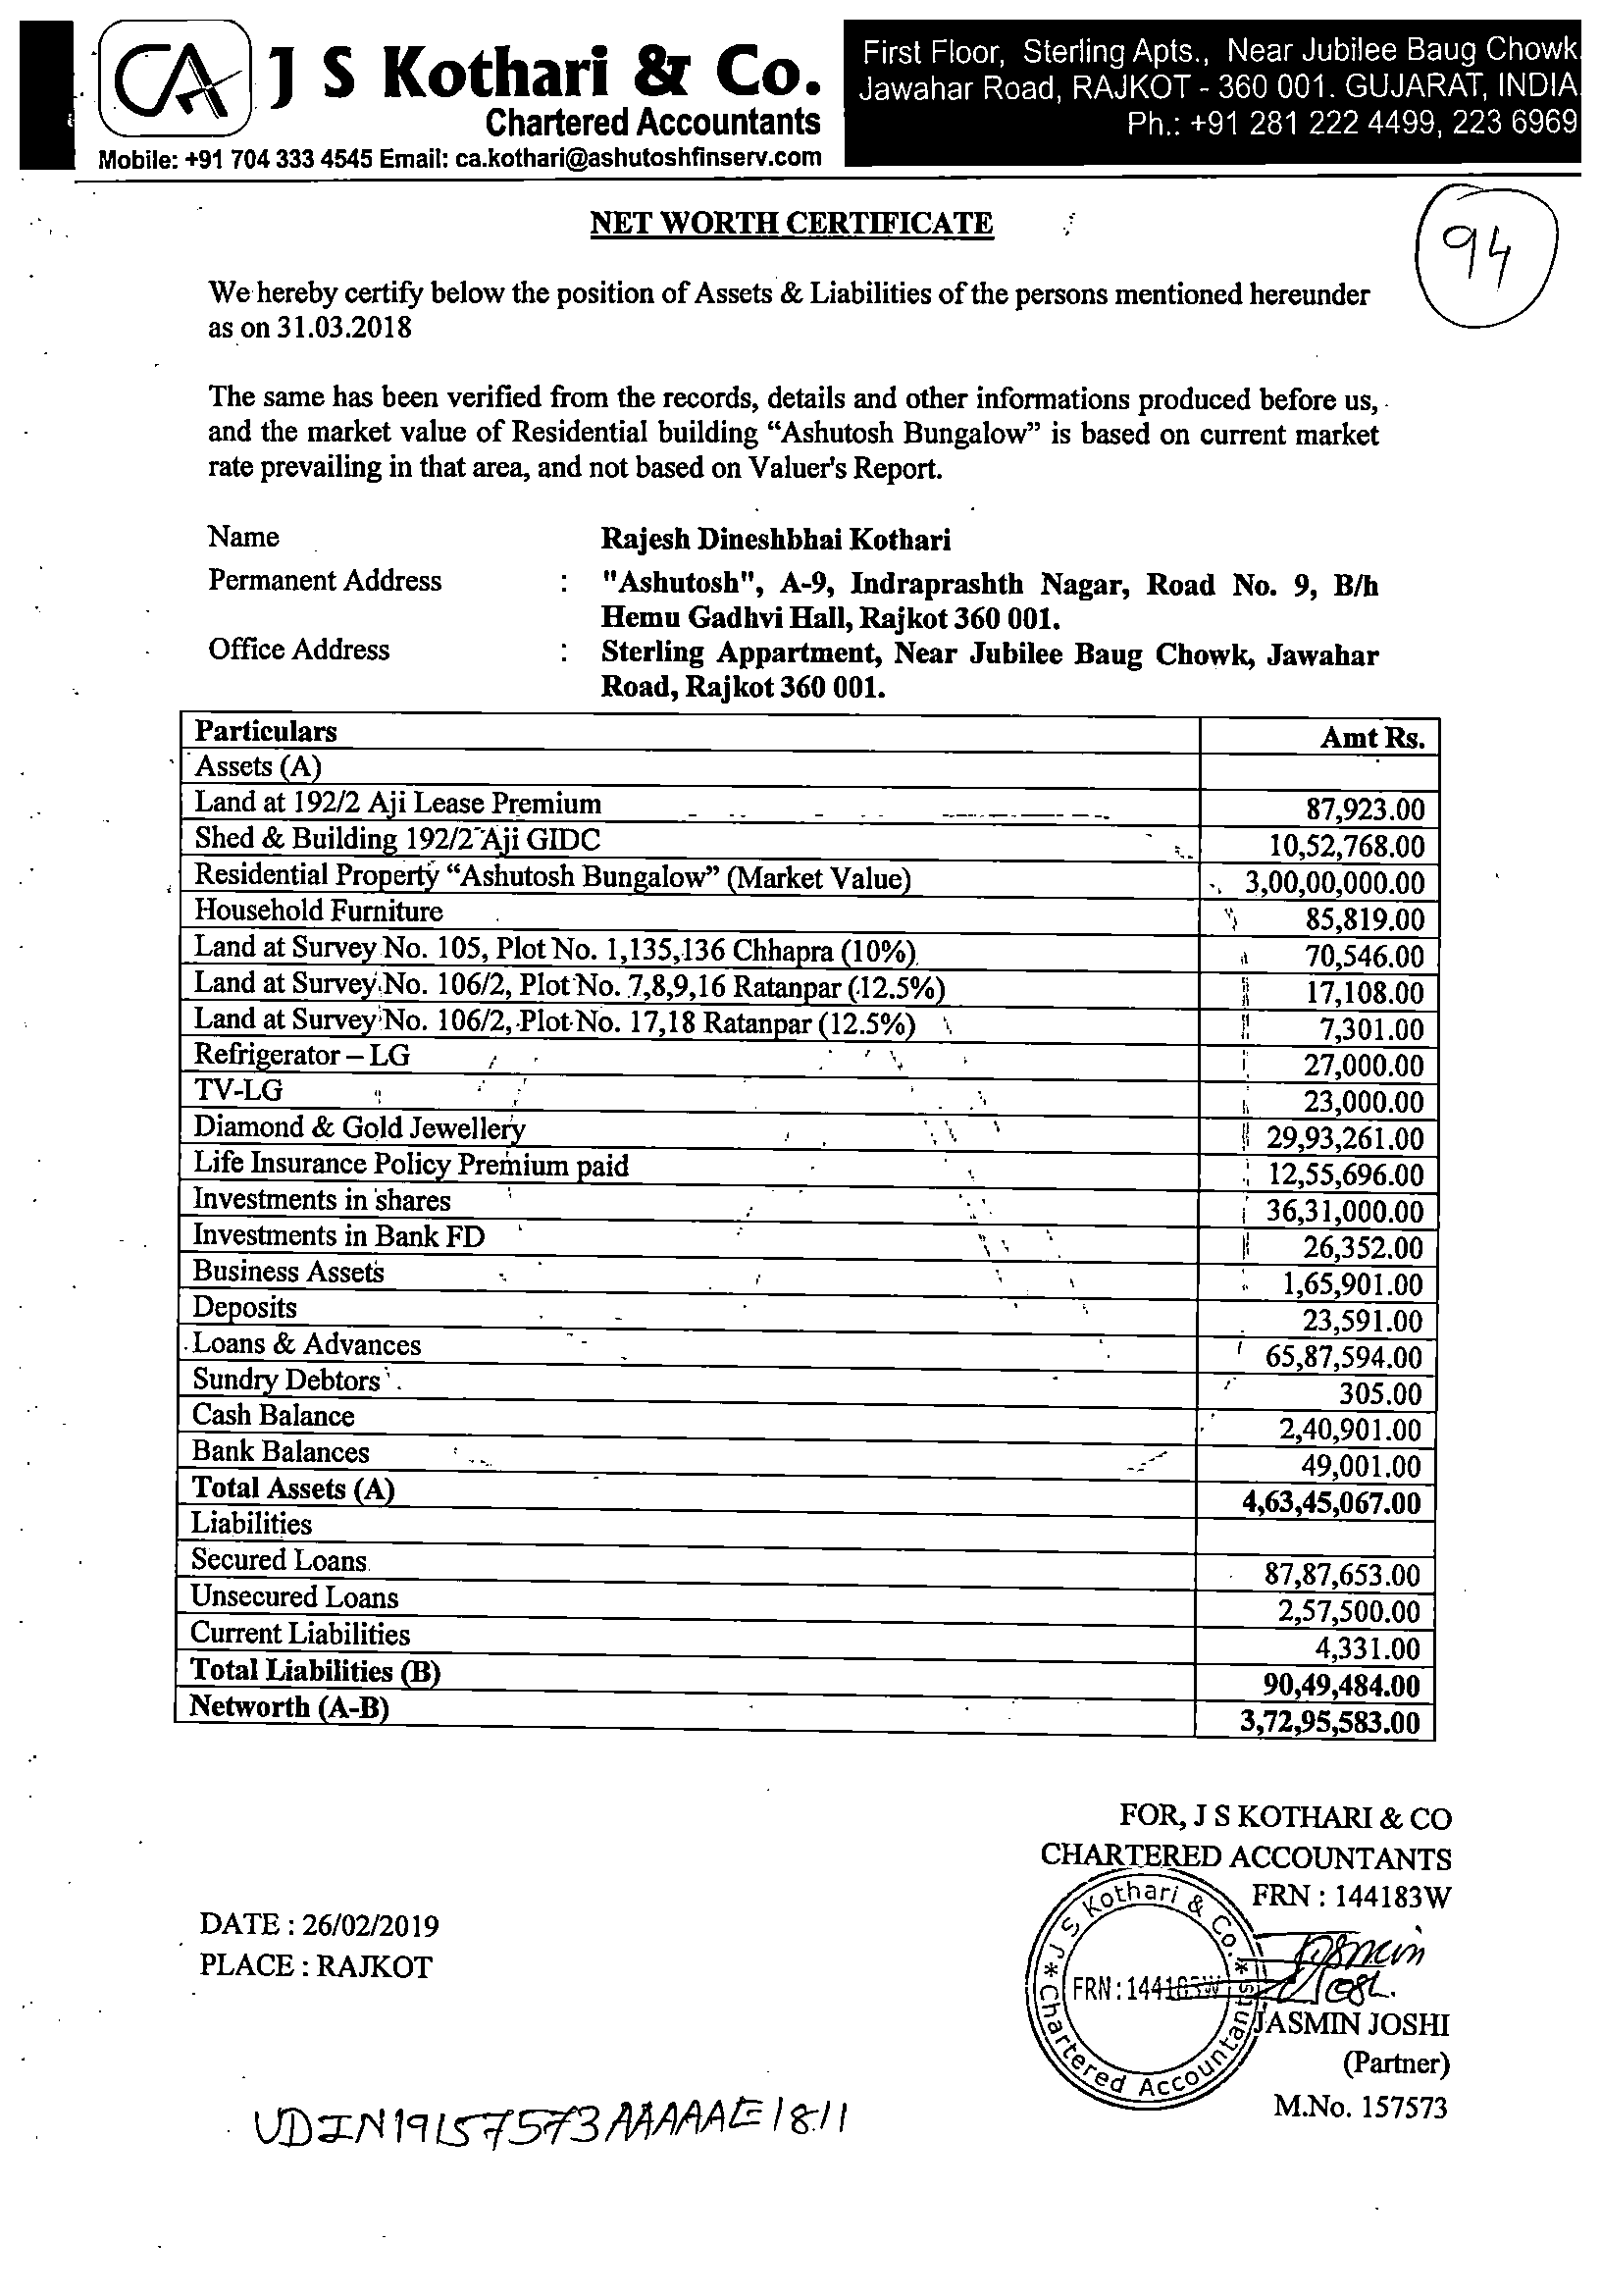 CA J S Kothari & Co.
Chartered Accountants
Mobile: +91 704 333 4545 Email: ca.kothari@ashutoshfinserv.com
First Floor, Sterling Apts., Near Jubilee Baug Chowk
Jawahar Road, RAJKOT - 360 001. GUJARAT, INDIA
Ph.: +91 281 222 4499, 223 6969
94
NET WORTH CERTIFICATE
We hereby certify below the position of Assets & Liabilities of the persons mentioned hereunder
as on 31.03.2018
The same has been verified from the records, details and other informations produced before us,
and the market value of Residential building “Ashutosh Bungalow” is based on current market
rate prevailing in that area, and not based on Valuer's Report.
Name Rajesh Dineshbhai Kothari
Permanent Address : "Ashutosh", A-9, Indraprashth Nagar, Road No. 9, B/h
Hemu Gadhvi Hall, Rajkot 360 001.
Office Address : Sterling Appartment, Near Jubilee Baug Chowk, Jawahar
Road, Rajkot 360 001.
Particulars Amt Rs.
Assets (A)
Land at 192/2 Aji Lease Premium 87,923.00
Shed & Building 192/2 Aji GIDC 10,52,768.00
Residential Property “Ashutosh Bungalow” (Market Value) 3,00,00,000.00
Household Furniture 85,819.00
Land at Survey No. 105, Plot No. 1,135,136 Chhapra (10%) 70,546.00
Land at Survey No. 106/2, Plot No. 7,8,9,16 Ratanpar (12.5%) 17,108.00
Land at Survey No. 106/2, Plot No. 17,18 Ratanpar (12.5%) 7,301.00
Refrigerator – LG 27,000.00
TV-LG 23,000.00
Diamond & Gold Jewellery 29,93,261.00
Life Insurance Policy Premium paid 12,55,696.00
Investments in shares 36,31,000.00
Investments in Bank FD 26,352.00
Business Assets 1,65,901.00
Deposits 23,591.00
Loans & Advances 65,87,594.00
Sundry Debtors 305.00
Cash Balance 2,40,901.00
Bank Balances 49,001.00
Total Assets (A) 4,63,45,067.00
Liabilities
Secured Loans 87,87,653.00
Unsecured Loans 2,57,500.00
Current Liabilities 4,331.00
Total Liabilities (B) 90,49,484.00
Networth (A-B) 3,72,95,583.00
FOR, J S KOTHARI & CO
CHARTERED ACCOUNTANTS
FRN : 144183W
DATE : 26/02/2019
PLACE : RAJKOT
J S Kothari & Co. * Chartered Accountants *
FRN:144183W
Jasmin
Joshi.
JASMIN JOSHI
(Partner)
M.No. 157573
UDIN19157573AAAAAE1811